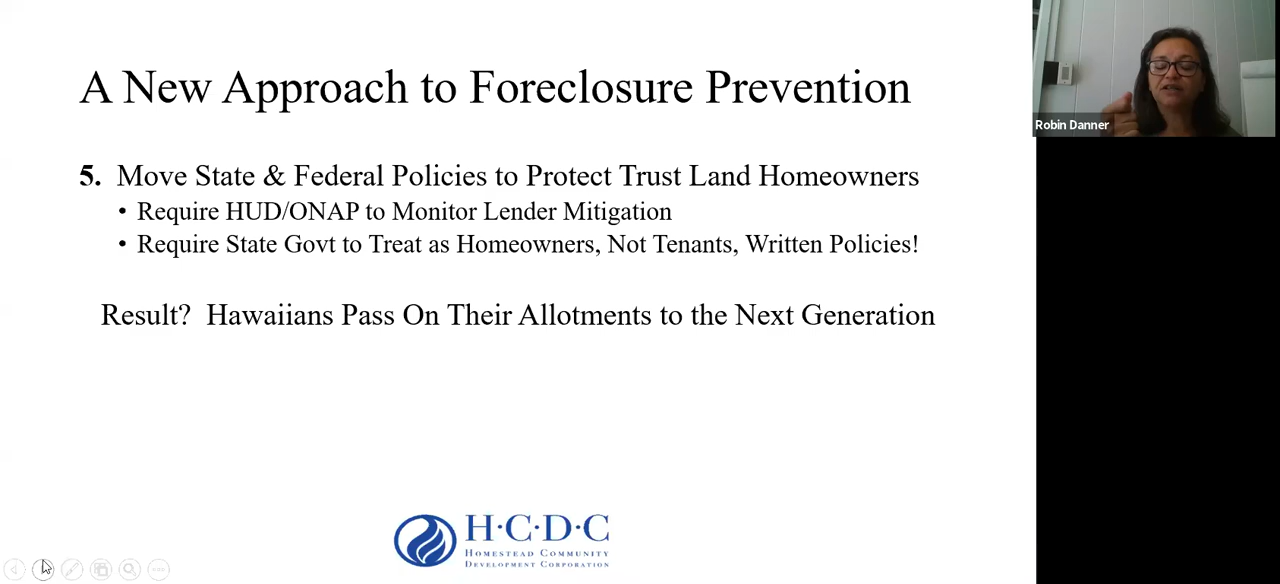 A New Approach to Foreclosure Prevention
5. Move State & Federal Policies to Protect Trust Land Homeowners
• Require HUD/ONAP to Monitor Lender Mitigation
• Require State Govt to Treat as Homeowners, Not Tenants, Written Policies!
Result? Hawaiians Pass On Their Allotments to the Next Generation
H·C·D·C
Homestead Community
Development Corporation
Robin Danner